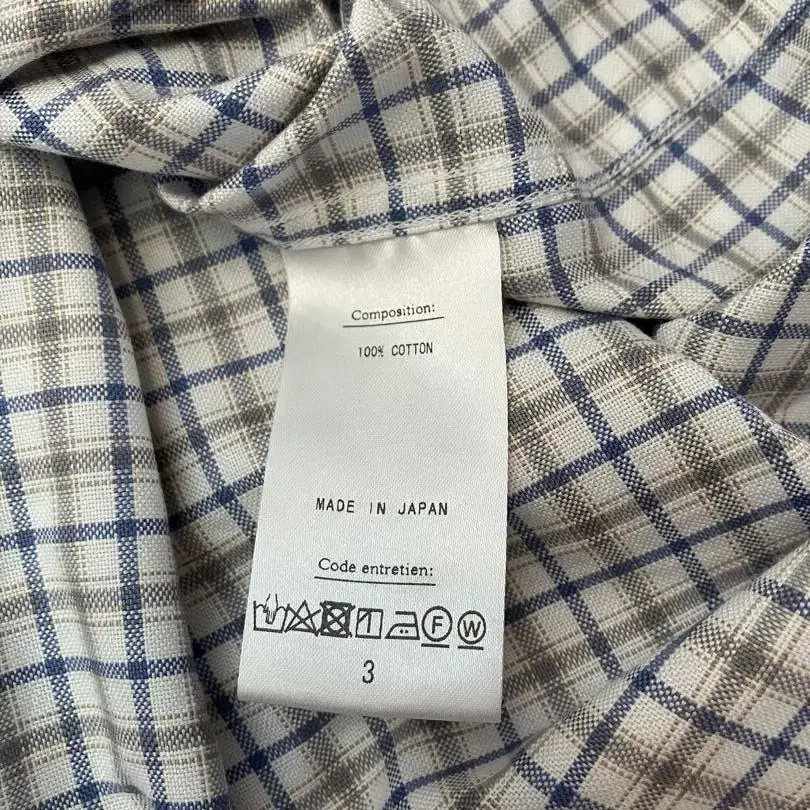 Composition:
100% COTTON
MADE IN JAPAN
Code entretien:
F W
3